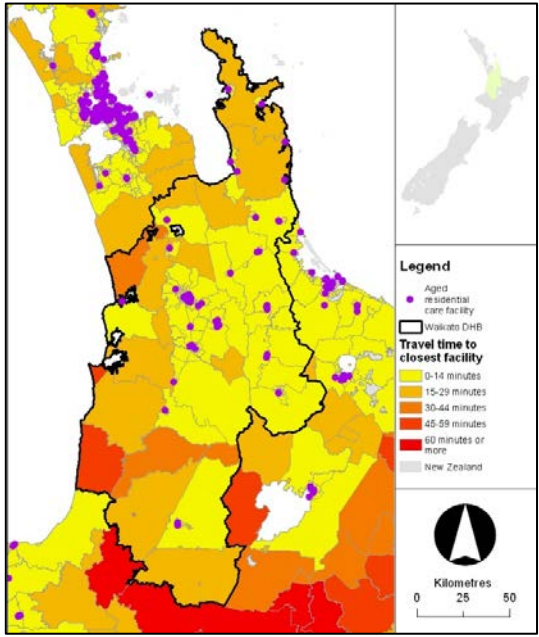 Legend
Aged
residential
care facility
Waikato DHB
Travel time to
closest facility
0-14 minutes
15-29 minutes
30-44 minutes
45-59 minutes
60 minutes or
more
New Zealand
Kilometres
0 25 50